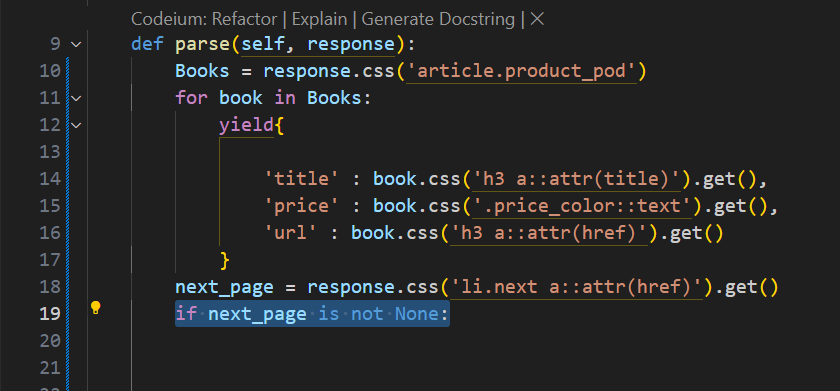 Codeium: Refactor | Explain | Generate Docstring | ×
9 def parse(self, response):
10 Books = response.css('article.product_pod')
11 for book in Books:
12 yield{
13
14 'title' : book.css('h3 a::attr(title)').get(),
15 'price' : book.css('.price_color::text').get(),
16 'url' : book.css('h3 a::attr(href)').get()
17 }
18 next_page = response.css('li.next a::attr(href)').get()
19 if next_page is not None:
20
21